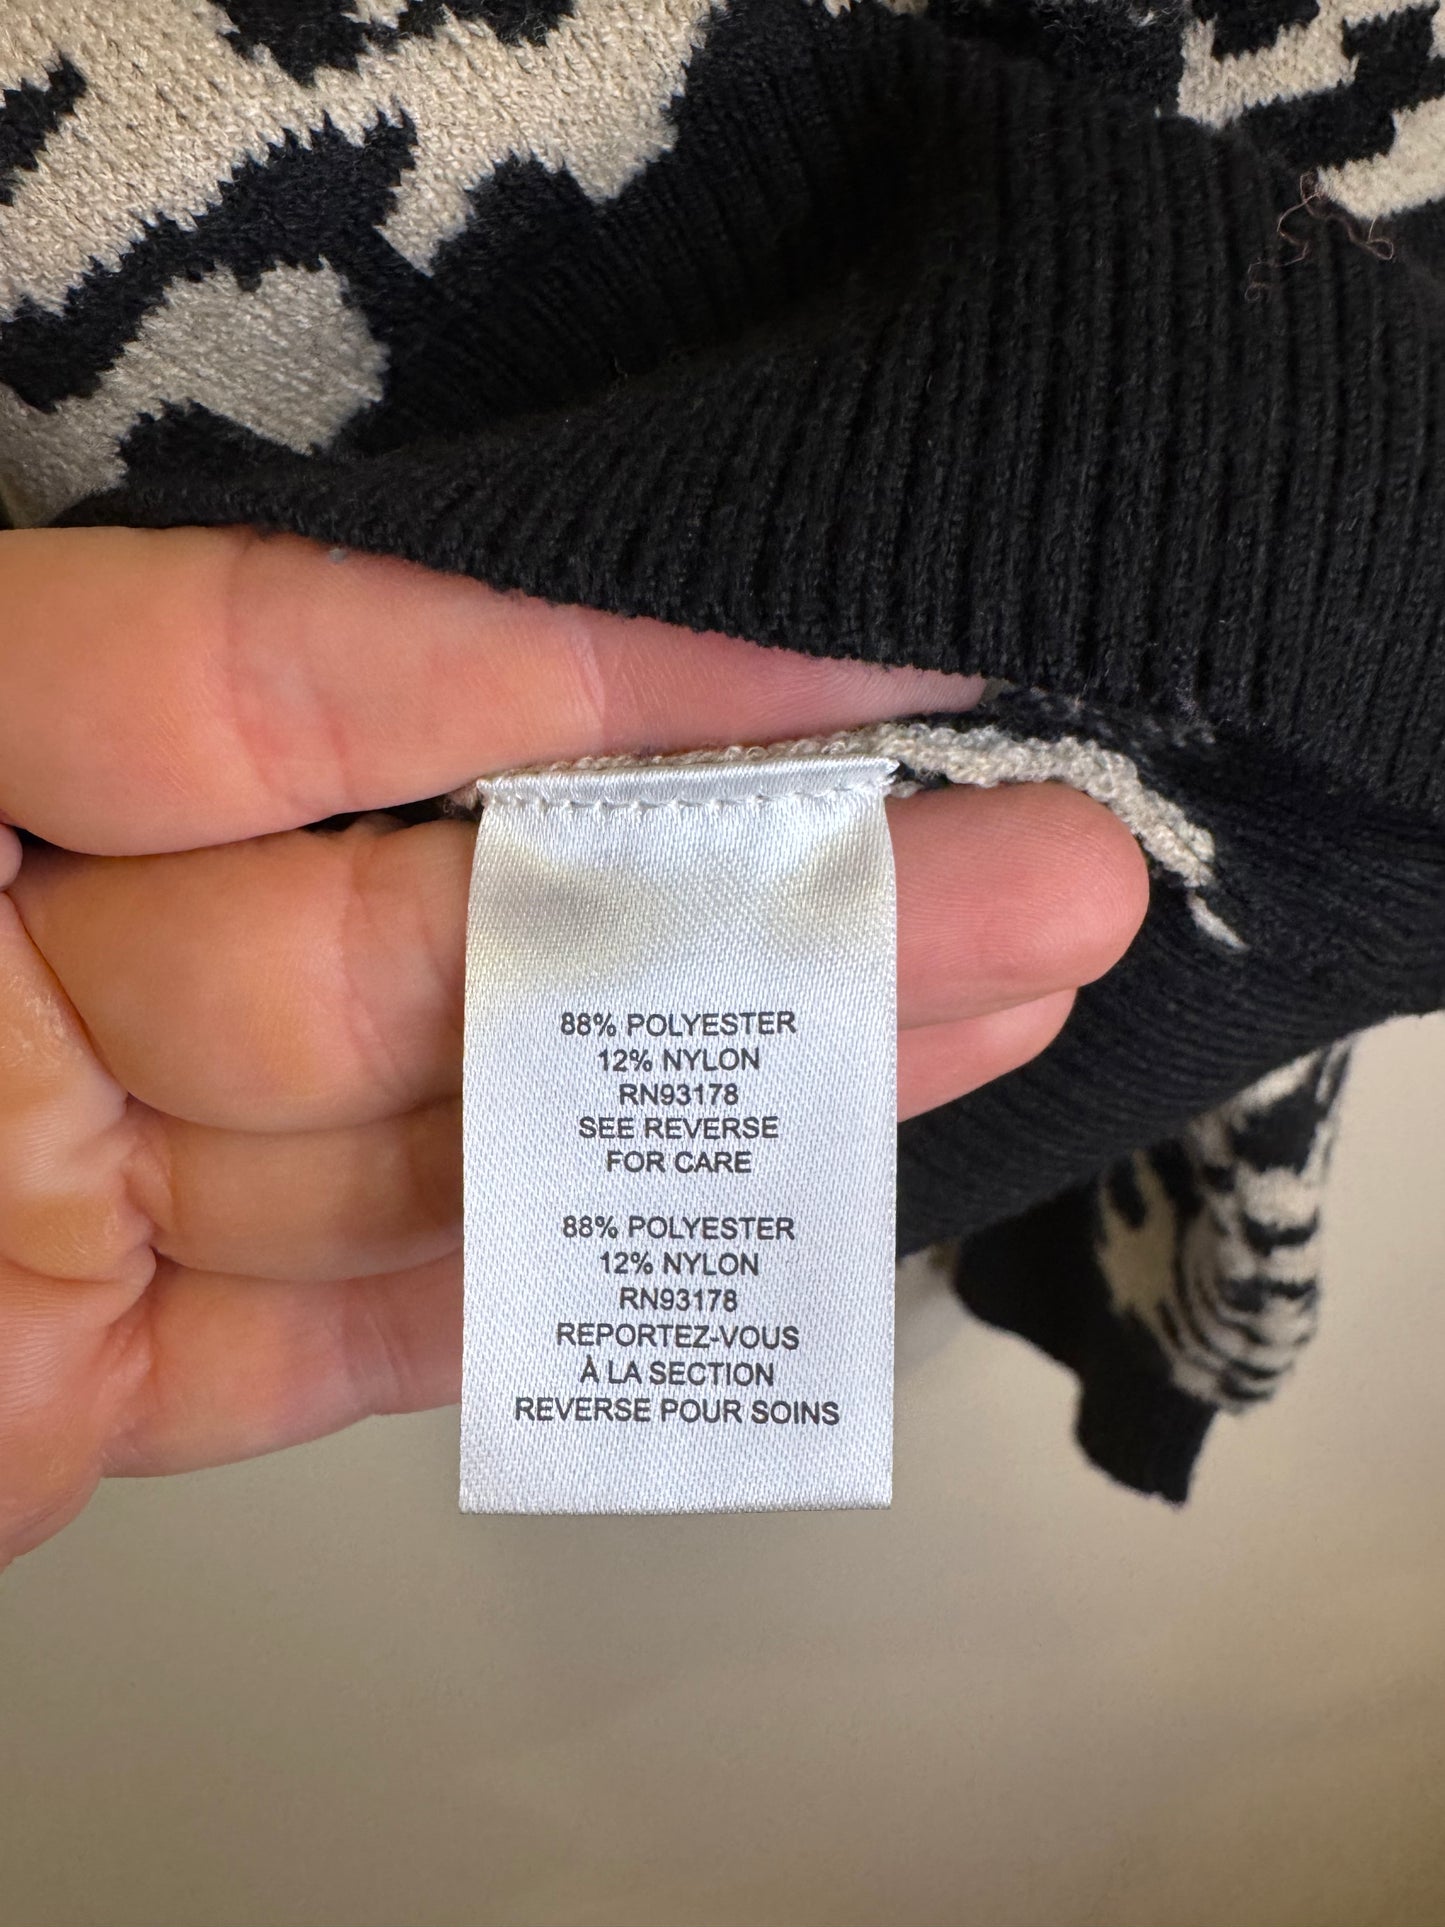 88% POLYESTER
12% NYLON
RN93178
SEE REVERSE
FOR CARE
88% POLYESTER
12% NYLON
RN93178
REPORTEZ-VOUS
À LA SECTION
REVERSE POUR SOINS